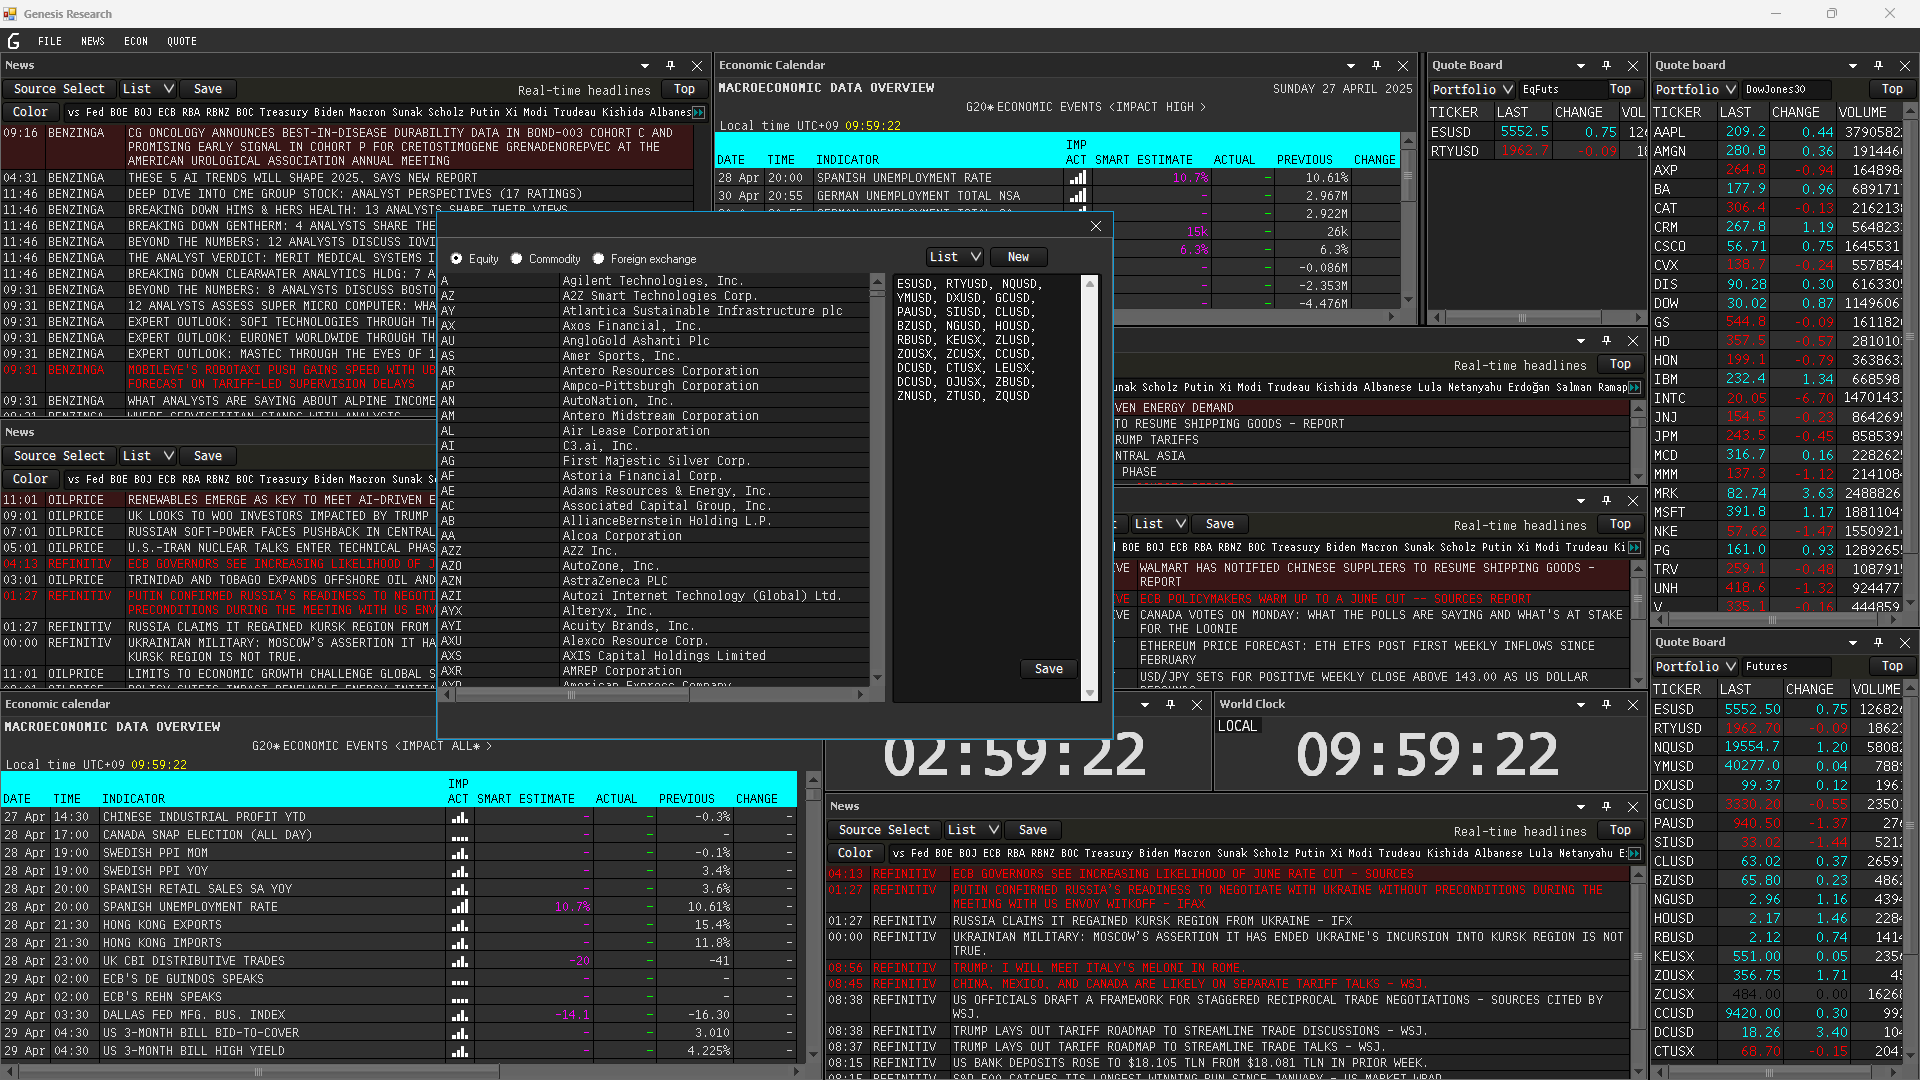 Genesis Research
FILE NEWS ECON QUOTE
News
Source Select List Save Real-time headlines Top
Color vs Fed BOE BOJ ECB RBA RBNZ BOC Treasury Biden Macron Sunak Scholz Putin Xi Modi Trudeau Kishida Albanes
09:16 BENZINGA CG ONCOLOGY ANNOUNCES BEST-IN-DISEASE DURABILITY DATA IN BOND-003 COHORT C AND
PROMISING EARLY SIGNAL IN COHORT P FOR CRETOSTIMOGENE GRENADENOREPVEC AT THE
AMERICAN UROLOGICAL ASSOCIATION ANNUAL MEETING
04:31 BENZINGA THESE 5 AI TRENDS WILL SHAPE 2025, SAYS NEW REPORT
11:46 BENZINGA DEEP DIVE INTO CME GROUP STOCK: ANALYST PERSPECTIVES (17 RATINGS)
11:46 BENZINGA BREAKING DOWN HIMS & HERS HEALTH: 13 ANALYSTS SHARE THEIR VIEWS
11:46 BENZINGA BREAKING DOWN GENTHERM: 4 ANALYSTS SHARE THE
11:46 BENZINGA BEYOND THE NUMBERS: 12 ANALYSTS DISCUSS IQVI
11:46 BENZINGA THE ANALYST VERDICT: MERIT MEDICAL SYSTEMS I
11:46 BENZINGA BREAKING DOWN CLEARWATER ANALYTICS HLDG: 7 A
09:31 BENZINGA BEYOND THE NUMBERS: 8 ANALYSTS DISCUSS BOSTO
09:31 BENZINGA 12 ANALYSTS ASSESS SUPER MICRO COMPUTER: WHA
09:31 BENZINGA EXPERT OUTLOOK: SOFI TECHNOLOGIES THROUGH TH
09:31 BENZINGA EXPERT OUTLOOK: EURONET WORLDWIDE THROUGH TH
09:31 BENZINGA EXPERT OUTLOOK: MASTEC THROUGH THE EYES OF 1
09:31 BENZINGA MOBILEYE'S ROBOTAXI PUSH GAINS SPEED WITH UB
FORECAST ON TARIFF-LED SUPERVISION DELAYS
09:31 BENZINGA WHAT ANALYSTS ARE SAYING ABOUT ALPINE INCOME
News
Source Select List Save
Color vs Fed BOE BOJ ECB RBA RBNZ BOC Treasury Biden Macron Sunak S
11:01 OILPRICE RENEWABLES EMERGE AS KEY TO MEET AI-DRIVEN E
09:01 OILPRICE UK LOOKS TO WOO INVESTORS IMPACTED BY TRUMP
07:01 OILPRICE RUSSIAN SOFT-POWER FACES PUSHBACK IN CENTRAL
05:01 OILPRICE U.S.-IRAN NUCLEAR TALKS ENTER TECHNICAL PHAS
04:13 REFINITIV ECB GOVERNORS SEE INCREASING LIKELIHOOD OF J
03:01 OILPRICE TRINIDAD AND TOBAGO EXPANDS OFFSHORE OIL AND
01:27 REFINITIV PUTIN CONFIRMED RUSSIA'S READINESS TO NEGOTI
PRECONDITIONS DURING THE MEETING WITH US ENV
01:27 REFINITIV RUSSIA CLAIMS IT REGAINED KURSK REGION FROM
00:00 REFINITIV UKRAINIAN MILITARY: MOSCOW'S ASSERTION IT HA
KURSK REGION IS NOT TRUE.
11:01 OILPRICE LIMITS TO ECONOMIC GROWTH CHALLENGE GLOBAL S
Economic calendar
MACROECONOMIC DATA OVERVIEW
G20*ECONOMIC EVENTS <IMPACT ALL* >
Local time UTC+09 09:59:22
DATE TIME INDICATOR IMP ACT SMART ESTIMATE ACTUAL PREVIOUS CHANGE
27 Apr 14:30 CHINESE INDUSTRIAL PROFIT YTD - - -0.3% -
28 Apr 17:00 CANADA SNAP ELECTION (ALL DAY) - - - -
28 Apr 19:00 SWEDISH PPI MOM - - -0.1% -
28 Apr 19:00 SWEDISH PPI YOY - - 3.4% -
28 Apr 20:00 SPANISH RETAIL SALES SA YOY - - 3.6% -
28 Apr 20:00 SPANISH UNEMPLOYMENT RATE 10.7% - 10.61% -
28 Apr 21:30 HONG KONG EXPORTS - - 15.4% -
28 Apr 21:30 HONG KONG IMPORTS - - 11.8% -
28 Apr 23:00 UK CBI DISTRIBUTIVE TRADES -20 - -41 -
29 Apr 02:00 ECB'S DE GUINDOS SPEAKS - - - -
29 Apr 02:00 ECB'S REHN SPEAKS - - - -
29 Apr 03:30 DALLAS FED MFG. BUS. INDEX -14.1 - -16.30 -
29 Apr 04:30 US 3-MONTH BILL BID-TO-COVER - - 3.010 -
29 Apr 04:30 US 3-MONTH BILL HIGH YIELD - - 4.225% -
Economic Calendar
MACROECONOMIC DATA OVERVIEW SUNDAY 27 APRIL 2025
G20*ECONOMIC EVENTS <IMPACT HIGH >
Local time UTC+09 09:59:22
DATE TIME INDICATOR IMP ACT SMART ESTIMATE ACTUAL PREVIOUS CHANGE
28 Apr 20:00 SPANISH UNEMPLOYMENT RATE 10.7% - 10.61%
30 Apr 20:55 GERMAN UNEMPLOYMENT TOTAL NSA - - 2.967M
- - 2.922M
15k - 26k
6.3% - 6.3%
- - -0.086M
- - -2.353M
- - -4.476M
Equity Commodity Foreign exchange List New
A Agilent Technologies, Inc.
AZ A2Z Smart Technologies Corp.
AY Atlantica Sustainable Infrastructure plc
AX Axos Financial, Inc.
AU AngloGold Ashanti Plc
AS Amer Sports, Inc.
AR Antero Resources Corporation
AP Ampco-Pittsburgh Corporation
AN AutoNation, Inc.
AM Antero Midstream Corporation
AL Air Lease Corporation
AI C3.ai, Inc.
AG First Majestic Silver Corp.
AF Astoria Financial Corp.
AE Adams Resources & Energy, Inc.
AC Associated Capital Group, Inc.
AB AllianceBernstein Holding L.P.
AA Alcoa Corporation
AZZ AZZ Inc.
AZO AutoZone, Inc.
AZN AstraZeneca PLC
AZI Autozi Internet Technology (Global) Ltd.
AYX Alteryx, Inc.
AYI Acuity Brands, Inc.
AXU Alexco Resource Corp.
AXS AXIS Capital Holdings Limited
AXR AMREP Corporation
ESUSD, RTYUSD, NQUSD,
YMUSD, DXUSD, GCUSD,
PAUSD, SIUSD, CLUSD,
BZUSD, NGUSD, HOUSD,
RBUSD, KEUSX, ZLUSD,
ZOUSX, ZCUSX, CCUSD,
DCUSD, CTUSX, LEUSX,
DCUSD, OJUSX, ZBUSD,
ZNUSD, ZTUSD, ZQUSD
Save
Real-time headlines Top
unak Scholz Putin Xi Modi Trudeau Kishida Albanese Lula Netanyahu Erdoğan Salman Ramap
VEN ENERGY DEMAND
TO RESUME SHIPPING GOODS - REPORT
RUMP TARIFFS
NTRAL ASIA
PHASE
List Save Real-time headlines Top
BOE BOJ ECB RBA RBNZ BOC Treasury Biden Macron Sunak Scholz Putin Xi Modi Trudeau Ki
VE WALMART HAS NOTIFIED CHINESE SUPPLIERS TO RESUME SHIPPING GOODS -
REPORT
VE ECB POLICYMAKERS WARM UP TO A JUNE CUT -- SOURCES REPORT
VE CANADA VOTES ON MONDAY: WHAT THE POLLS ARE SAYING AND WHAT'S AT STAKE
FOR THE LOONIE
ETHEREUM PRICE FORECAST: ETH ETFS POST FIRST WEEKLY INFLOWS SINCE
FEBRUARY
USD/JPY SETS FOR POSITIVE WEEKLY CLOSE ABOVE 143.00 AS US DOLLAR
02:59:22
World Clock
LOCAL
09:59:22
News
Source Select List Save Real-time headlines Top
Color vs Fed BOE BOJ ECB RBA RBNZ BOC Treasury Biden Macron Sunak Scholz Putin Xi Modi Trudeau Kishida Albanese Lula Netanyahu E
04:13 REFINITIV ECB GOVERNORS SEE INCREASING LIKELIHOOD OF JUNE RATE CUT - SOURCES
01:27 REFINITIV PUTIN CONFIRMED RUSSIA'S READINESS TO NEGOTIATE WITH UKRAINE WITHOUT PRECONDITIONS DURING THE
MEETING WITH US ENVOY WITKOFF - IFAX
01:27 REFINITIV RUSSIA CLAIMS IT REGAINED KURSK REGION FROM UKRAINE - IFX
00:00 REFINITIV UKRAINIAN MILITARY: MOSCOW'S ASSERTION IT HAS ENDED UKRAINE'S INCURSION INTO KURSK REGION IS NOT
TRUE.
08:56 REFINITIV TRUMP: I WILL MEET ITALY'S MELONI IN ROME.
08:45 REFINITIV CHINA, MEXICO, AND CANADA ARE LIKELY ON SEPARATE TARIFF TALKS - WSJ.
08:38 REFINITIV US OFFICIALS DRAFT A FRAMEWORK FOR STAGGERED RECIPROCAL TRADE NEGOTIATIONS - SOURCES CITED BY
WSJ.
08:38 REFINITIV TRUMP LAYS OUT TARIFF ROADMAP TO STREAMLINE TRADE DISCUSSIONS - WSJ.
08:37 REFINITIV TRUMP LAYS OUT TARIFF ROADMAP TO STREAMLINE TRADE TALKS - WSJ.
08:15 REFINITIV US BANK DEPOSITS ROSE TO $18.105 TLN FROM $18.081 TLN IN PRIOR WEEK.
Quote Board
Portfolio EqFuts Top
TICKER LAST CHANGE VOL
ESUSD 5552.5 0.75 126
RTYUSD 1962.7 -0.09 18
Quote board
Portfolio DowJones30 Top
TICKER LAST CHANGE VOLUME
AAPL 209.2 0.44 3790582
AMGN 280.8 0.36 191446
AXP 264.8 -0.94 164898
BA 177.9 0.96 689171
CAT 306.4 -0.13 216213
CRM 267.8 1.19 564823
CSCO 56.71 0.75 1645531
CVX 138.7 -0.24 557854
DIS 90.28 0.30 616330
DOW 30.02 0.87 1149606
GS 544.8 -0.09 161182
HD 357.5 -0.57 281010
HON 199.1 -0.79 363863
IBM 232.4 1.34 668598
INTC 20.05 -6.70 1470143
JNJ 154.5 -0.23 864269
JPM 243.5 -0.45 858539
MCD 316.7 0.16 228262
MMM 137.3 -1.12 214108
MRK 82.74 3.63 2488826
MSFT 391.8 1.17 1881104
NKE 57.62 -1.47 1550921
PG 161.0 0.93 1289265
TRV 259.1 -0.48 108791
UNH 418.6 -1.32 924477
V 335.1 -0.16 444859
Quote Board
Portfolio Futures Top
TICKER LAST CHANGE VOLUME
ESUSD 5552.50 0.75 12682
RTYUSD 1962.70 -0.09 1862
NQUSD 19554.7 1.20 5808
YMUSD 40277.0 0.04 788
DXUSD 99.37 0.12 196
GCUSD 3330.20 -0.55 2350
PAUSD 940.50 -1.37 27
SIUSD 33.02 -1.44 521
CLUSD 63.02 0.37 2659
BZUSD 65.80 0.23 486
NGUSD 2.96 1.16 439
HOUSD 2.17 1.46 228
RBUSD 2.12 0.74 141
KEUSX 551.00 0.05 235
ZOUSX 356.75 1.71 4
ZCUSX 484.00 0.00 1626
CCUSD 9420.00 0.30 99
DCUSD 18.26 3.40 10
CTUSX 68.70 -0.15 204